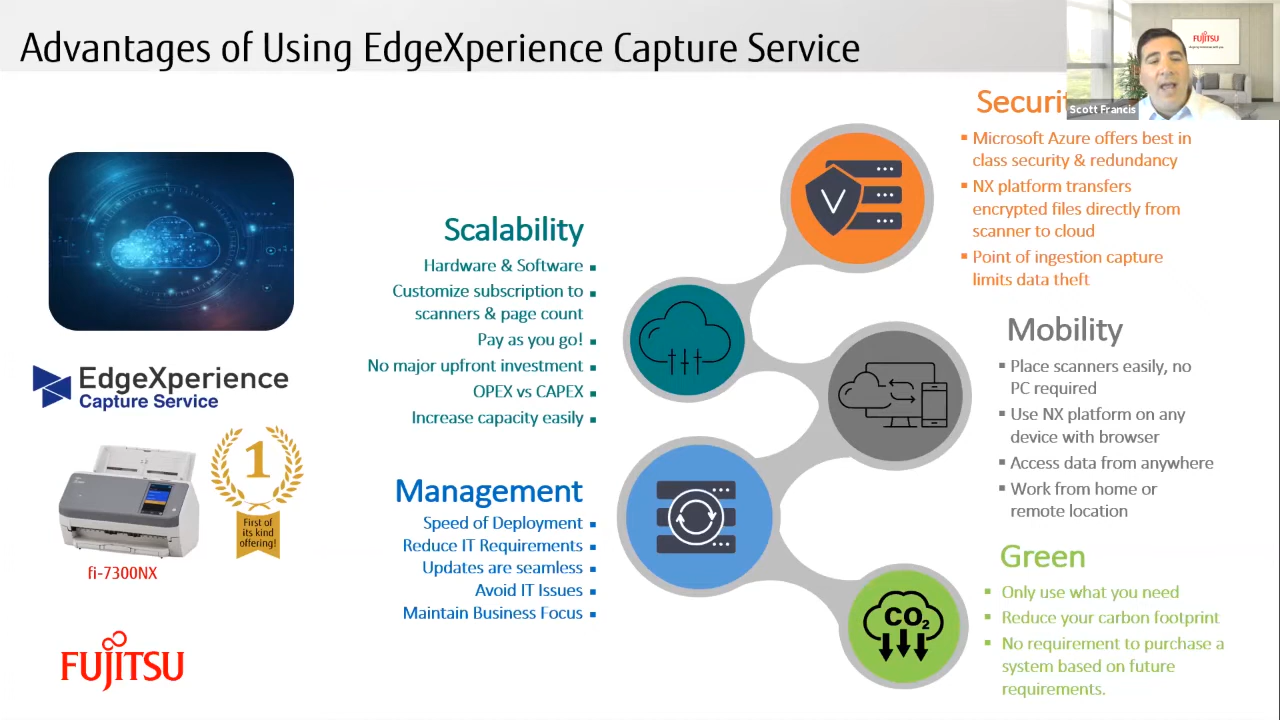 Advantages of Using EdgeXperience Capture Service
FUJITSU
Scott Francis
EdgeXperience
Capture Service
1
First of
its kind
offering!
fi-7300NX
FUJITSU
Scalability
Hardware & Software
Customize subscription to
scanners & page count
Pay as you go!
No major upfront investment
OPEX vs CAPEX
Increase capacity easily
Management
Speed of Deployment
Reduce IT Requirements
Updates are seamless
Avoid IT Issues
Maintain Business Focus
V
CO2
▪ Microsoft Azure offers best in
class security & redundancy
▪ NX platform transfers
encrypted files directly from
scanner to cloud
▪ Point of ingestion capture
limits data theft
Mobility
▪ Place scanners easily, no
PC required
▪ Use NX platform on any
device with browser
▪ Access data from anywhere
▪ Work from home or
remote location
Green
▪ Only use what you need
▪ Reduce your carbon footprint
▪ No requirement to purchase a
system based on future
requirements.